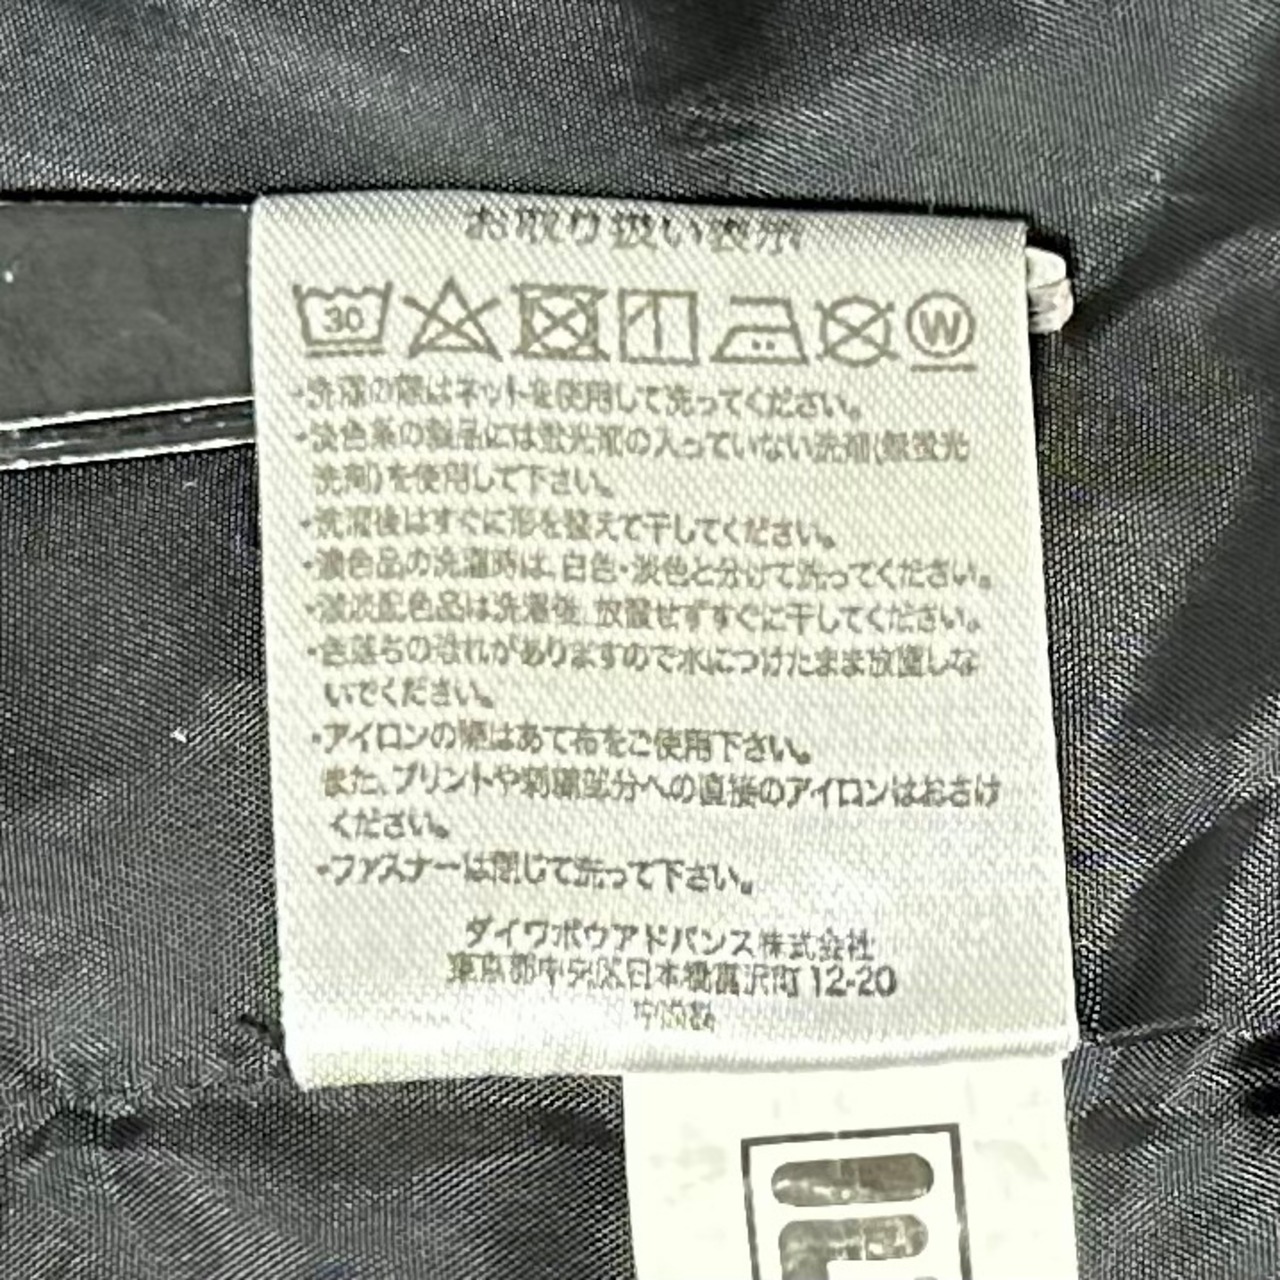 お取り扱い表示
30 W
・洗濯の際はネットを使用して洗ってください。
・淡色系の製品には蛍光剤の入っていない洗剤(無蛍光
洗剤)を使用して下さい。
・洗濯後はすぐに形を整えて干してください。
・濃色品の洗濯時は、白色・淡色と分けて洗ってください。
・濃淡配色品は洗濯後、放置せずすぐに干してください。
・色落ちの恐れがありますので水につけたまま放置しな
いでください。
・アイロンの際はあて布をご使用下さい。
また、プリントや刺繍部分への直接のアイロンはおさけ
ください。
・ファスナーは閉じて洗って下さい。
ダイワボウアドバンス株式会社
東京都中央区日本橋富沢町12-20
中国製